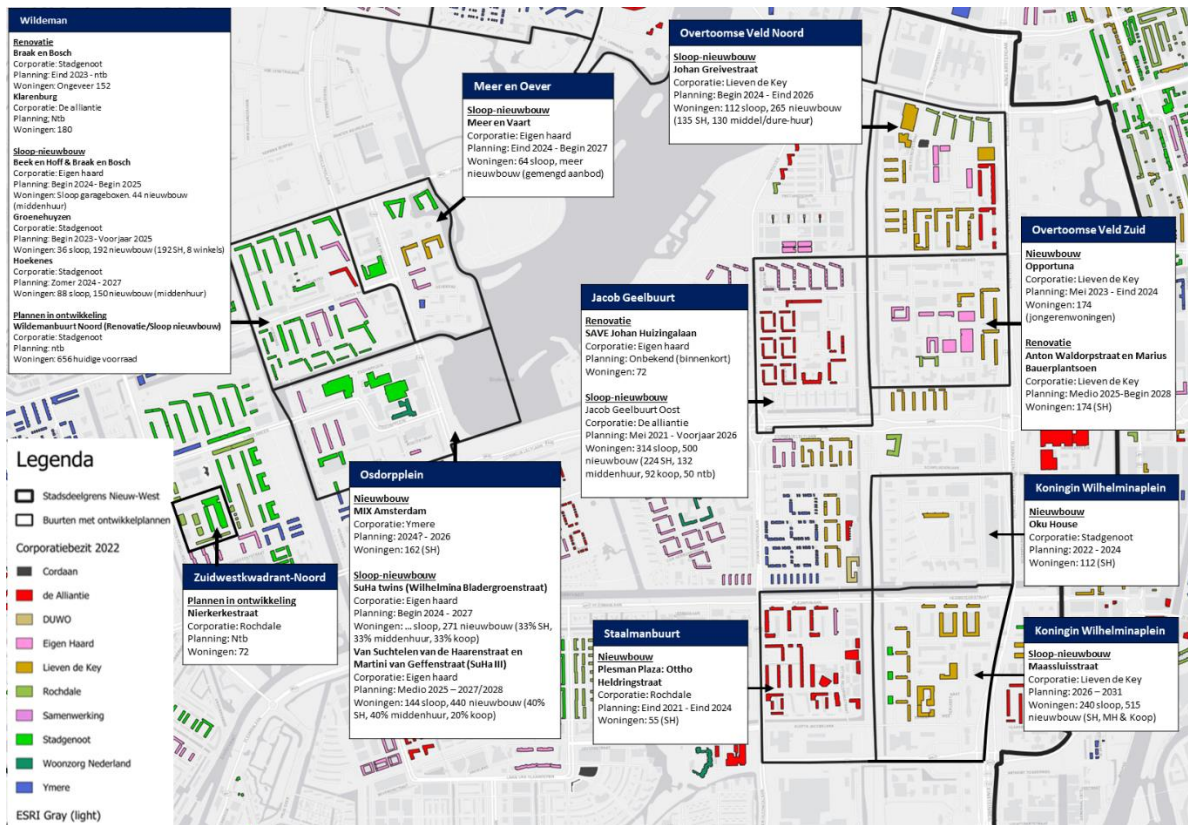 Wildeman
Renovatie
Braak en Bosch
Corporatie: Stadgenoot
Planning: Eind 2023 - ntb
Woningen: Ongeveer 152
Klarenburg
Corporatie: De alliantie
Planning; Ntb
Woningen: 180
Sloop-nieuwbouw
Beek en Hoff & Braak en Bosch
Corporatie: Eigen haard
Planning: Begin 2024 - Begin 2025
Woningen: Sloop garageboxen. 44 nieuwbouw
(middenhuur)
Groenehuyzen
Corporatie: Stadgenoot
Planning: Begin 2023 - Voorjaar 2025
Woningen: 36 sloop, 192 nieuwbouw (192 SH, 8 winkels)
Hoekenes
Corporatie: Stadgenoot
Planning: Zomer 2024 - 2027
Woningen: 88 sloop, 150 nieuwbouw (middenhuur)
Plannen in ontwikkeling
Wildemanbuurt Noord (Renovatie/Sloop nieuwbouw)
Corporatie: Stadgenoot
Planning: ntb
Woningen: 656 huidige voorraad
Meer en Oever
Sloop-nieuwbouw
Meer en Vaart
Corporatie: Eigen haard
Planning: Eind 2024 - Begin 2027
Woningen: 64 sloop, meer
nieuwbouw (gemengd aanbod)
Overtoomse Veld Noord
Sloop-nieuwbouw
Johan Greivestraat
Corporatie: Lieven de Key
Planning: Begin 2024 - Eind 2026
Woningen: 112 sloop, 265 nieuwbouw
(135 SH, 130 middel/dure-huur)
Overtoomse Veld Zuid
Nieuwbouw
Opportuna
Corporatie: Lieven de Key
Planning: Mei 2023 - Eind 2024
Woningen: 174
(jongerenwoningen)
Renovatie
Anton Waldorpstraat en Marius
Bauerplantsoen
Corporatie: Lieven de Key
Planning: Medio 2025-Begin 2028
Woningen: 174 (SH)
Jacob Geelbuurt
Renovatie
SAVE Johan Huizingalaan
Corporatie: Eigen haard
Planning: Onbekend (binnenkort)
Woningen: 72
Sloop-nieuwbouw
Jacob Geelbuurt Oost
Corporatie: De alliantie
Planning: Mei 2021 - Voorjaar 2026
Woningen: 314 sloop, 500
nieuwbouw (224 SH, 132
middenhuur, 92 koop, 50 ntb)
Osdorpplein
Nieuwbouw
MIX Amsterdam
Corporatie: Ymere
Planning: 2024? - 2026
Woningen: 162 (SH)
Sloop-nieuwbouw
SuHa twins (Wilhelmina Bladergroenstraat)
Corporatie: Eigen haard
Planning: Begin 2024 - 2027
Woningen: ... sloop, 271 nieuwbouw (33% SH,
33% middenhuur, 33% koop)
Van Suchtelen van de Haarenstraat en
Martini van Geffenstraat (SuHa III)
Corporatie: Eigen haard
Planning: Medio 2025 – 2027/2028
Woningen: 144 sloop, 440 nieuwbouw (40%
SH, 40% middenhuur, 20% koop)
Koningin Wilhelminaplein
Nieuwbouw
Oku House
Corporatie: Stadgenoot
Planning: 2022 - 2024
Woningen: 112 (SH)
Zuidwestkwadrant-Noord
Plannen in ontwikkeling
Nierkerkestraat
Corporatie: Rochdale
Planning: Ntb
Woningen: 72
Staalmanbuurt
Nieuwbouw
Plesman Plaza: Ottho
Heldringstraat
Corporatie: Rochdale
Planning: Eind 2021 - Eind 2024
Woningen: 55 (SH)
Koningin Wilhelminaplein
Sloop-nieuwbouw
Maassluisstraat
Corporatie: Lieven de Key
Planning: 2026 – 2031
Woningen: 240 sloop, 515
nieuwbouw (SH, MH & Koop)
Legenda
Stadsdeelgrens Nieuw-West
Buurten met ontwikkelplannen
Corporatiebezit 2022
Cordaan
de Alliantie
DUWO
Eigen Haard
Lieven de Key
Rochdale
Samenwerking
Stadgenoot
Woonzorg Nederland
Ymere
ESRI Gray (light)